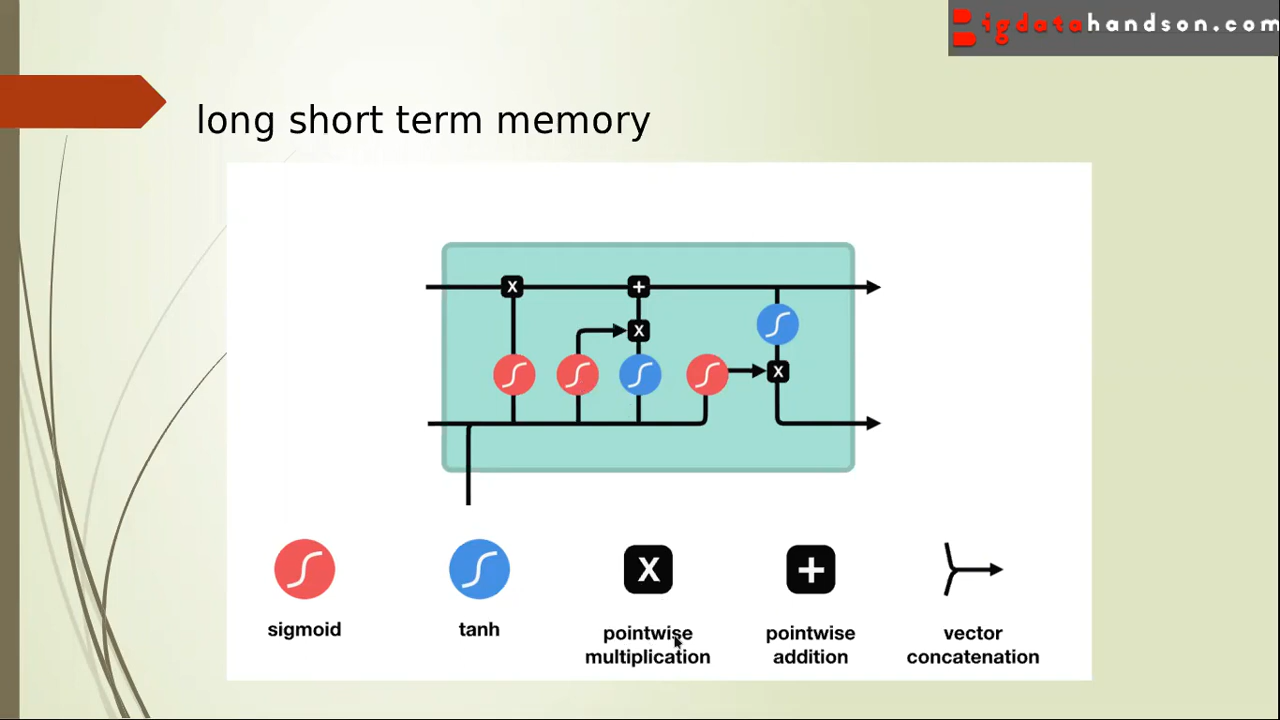 Bigdatahandson.com
long short term memory
X
+
X
X
X
+
sigmoid
tanh
pointwise
multiplication
pointwise
addition
vector
concatenation